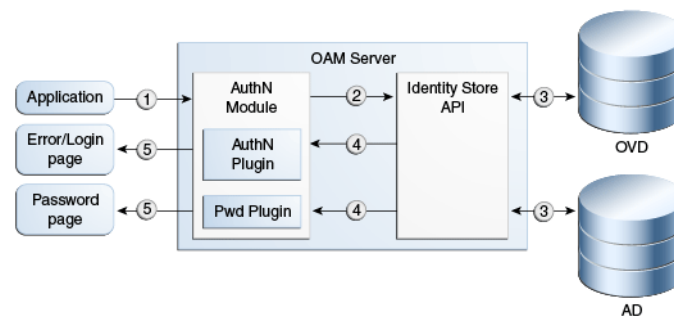 OAM Server
Application
1
AuthN
Module
2
Identity Store
API
3
OVD
Error/Login
page
5
AuthN
Plugin
4
Password
page
5
Pwd Plugin
4
3
AD